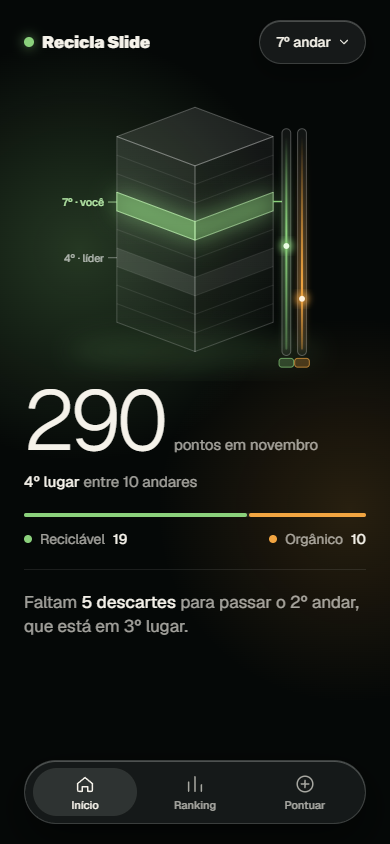 Recicla Slide
7º andar
7º · você
4º · líder
290 pontos em novembro
4º lugar entre 10 andares
Reciclável 19
Orgânico 10
Faltam 5 descartes para passar o 2º andar,
que está em 3º lugar.
Início
Ranking
Pontuar